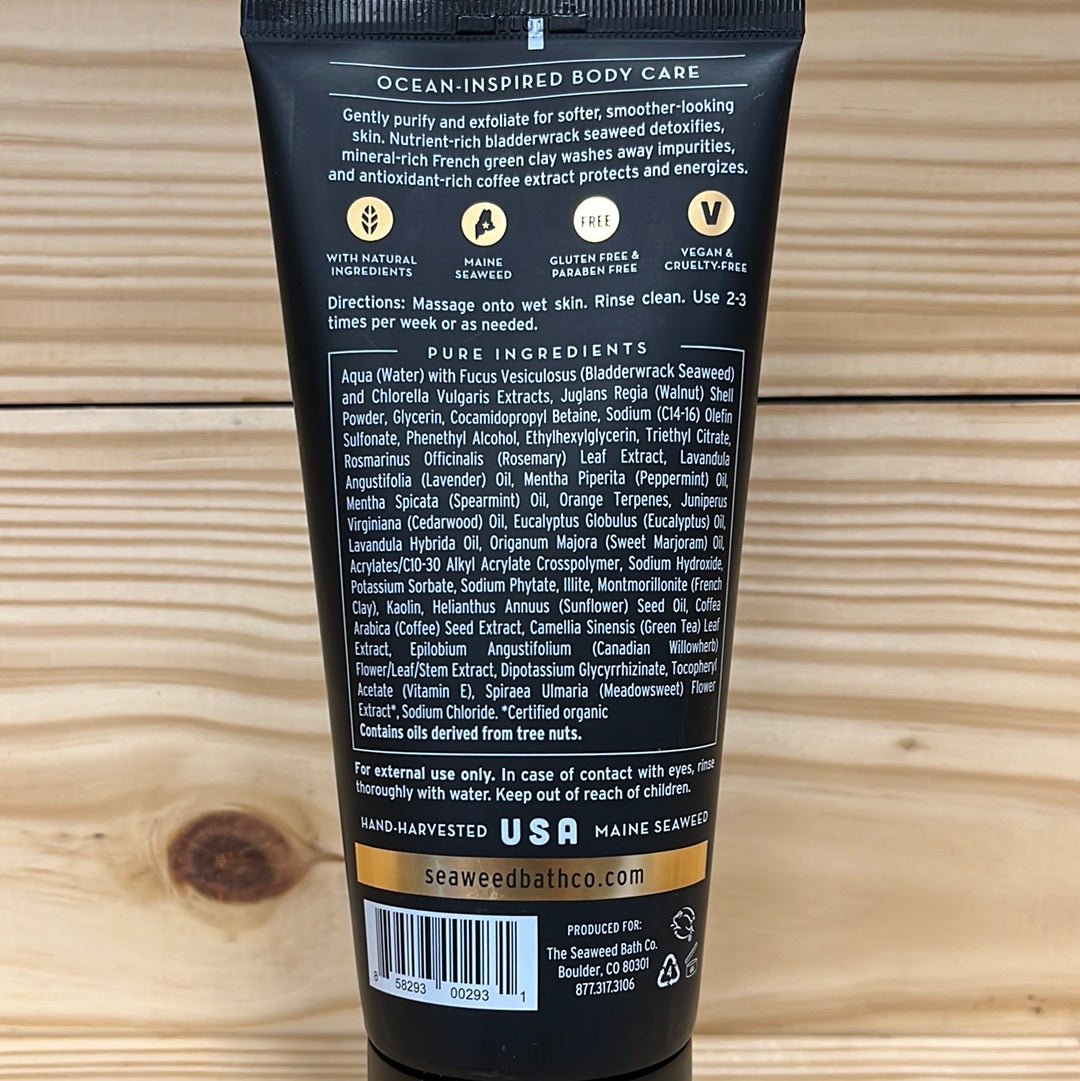 OCEAN-INSPIRED BODY CARE
Gently purify and exfoliate for softer, smoother-looking
skin. Nutrient-rich bladderwrack seaweed detoxifies,
mineral-rich French green clay washes away impurities,
and antioxidant-rich coffee extract protects and energizes.
FREE
V
WITH NATURAL
INGREDIENTS
MAINE
SEAWEED
GLUTEN FREE &
PARABEN FREE
VEGAN &
CRUELTY-FREE
Directions: Massage onto wet skin. Rinse clean. Use 2-3
times per week or as needed.
PURE INGREDIENTS
Aqua (Water) with Fucus Vesiculosus (Bladderwrack Seaweed)
and Chlorella Vulgaris Extracts, Juglans Regia (Walnut) Shell
Powder, Glycerin, Cocamidopropyl Betaine, Sodium (C14-16) Olefin
Sulfonate, Phenethyl Alcohol, Ethylhexylglycerin, Triethyl Citrate,
Rosmarinus Officinalis (Rosemary) Leaf Extract, Lavandula
Angustifolia (Lavender) Oil, Mentha Piperita (Peppermint) Oil,
Mentha Spicata (Spearmint) Oil, Orange Terpenes, Juniperus
Virginiana (Cedarwood) Oil, Eucalyptus Globulus (Eucalyptus) Oil,
Lavandula Hybrida Oil, Origanum Majora (Sweet Marjoram) Oil,
Acrylates/C10-30 Alkyl Acrylate Crosspolymer, Sodium Hydroxide,
Potassium Sorbate, Sodium Phytate, Illite, Montmorillonite (French
Clay), Kaolin, Helianthus Annuus (Sunflower) Seed Oil, Coffea
Arabica (Coffee) Seed Extract, Camellia Sinensis (Green Tea) Leaf
Extract, Epilobium Angustifolium (Canadian Willowherb)
Flower/Leaf/Stem Extract, Dipotassium Glycyrrhizinate, Tocopheryl
Acetate (Vitamin E), Spiraea Ulmaria (Meadowsweet) Flower
Extract*, Sodium Chloride. *Certified organic
Contains oils derived from tree nuts.
For external use only. In case of contact with eyes, rinse
thoroughly with water. Keep out of reach of children.
HAND-HARVESTED USA MAINE SEAWEED
seaweedbathco.com
8 58293 00293 1
PRODUCED FOR:
The Seaweed Bath Co.
Boulder, CO 80301
877.317.3106
4